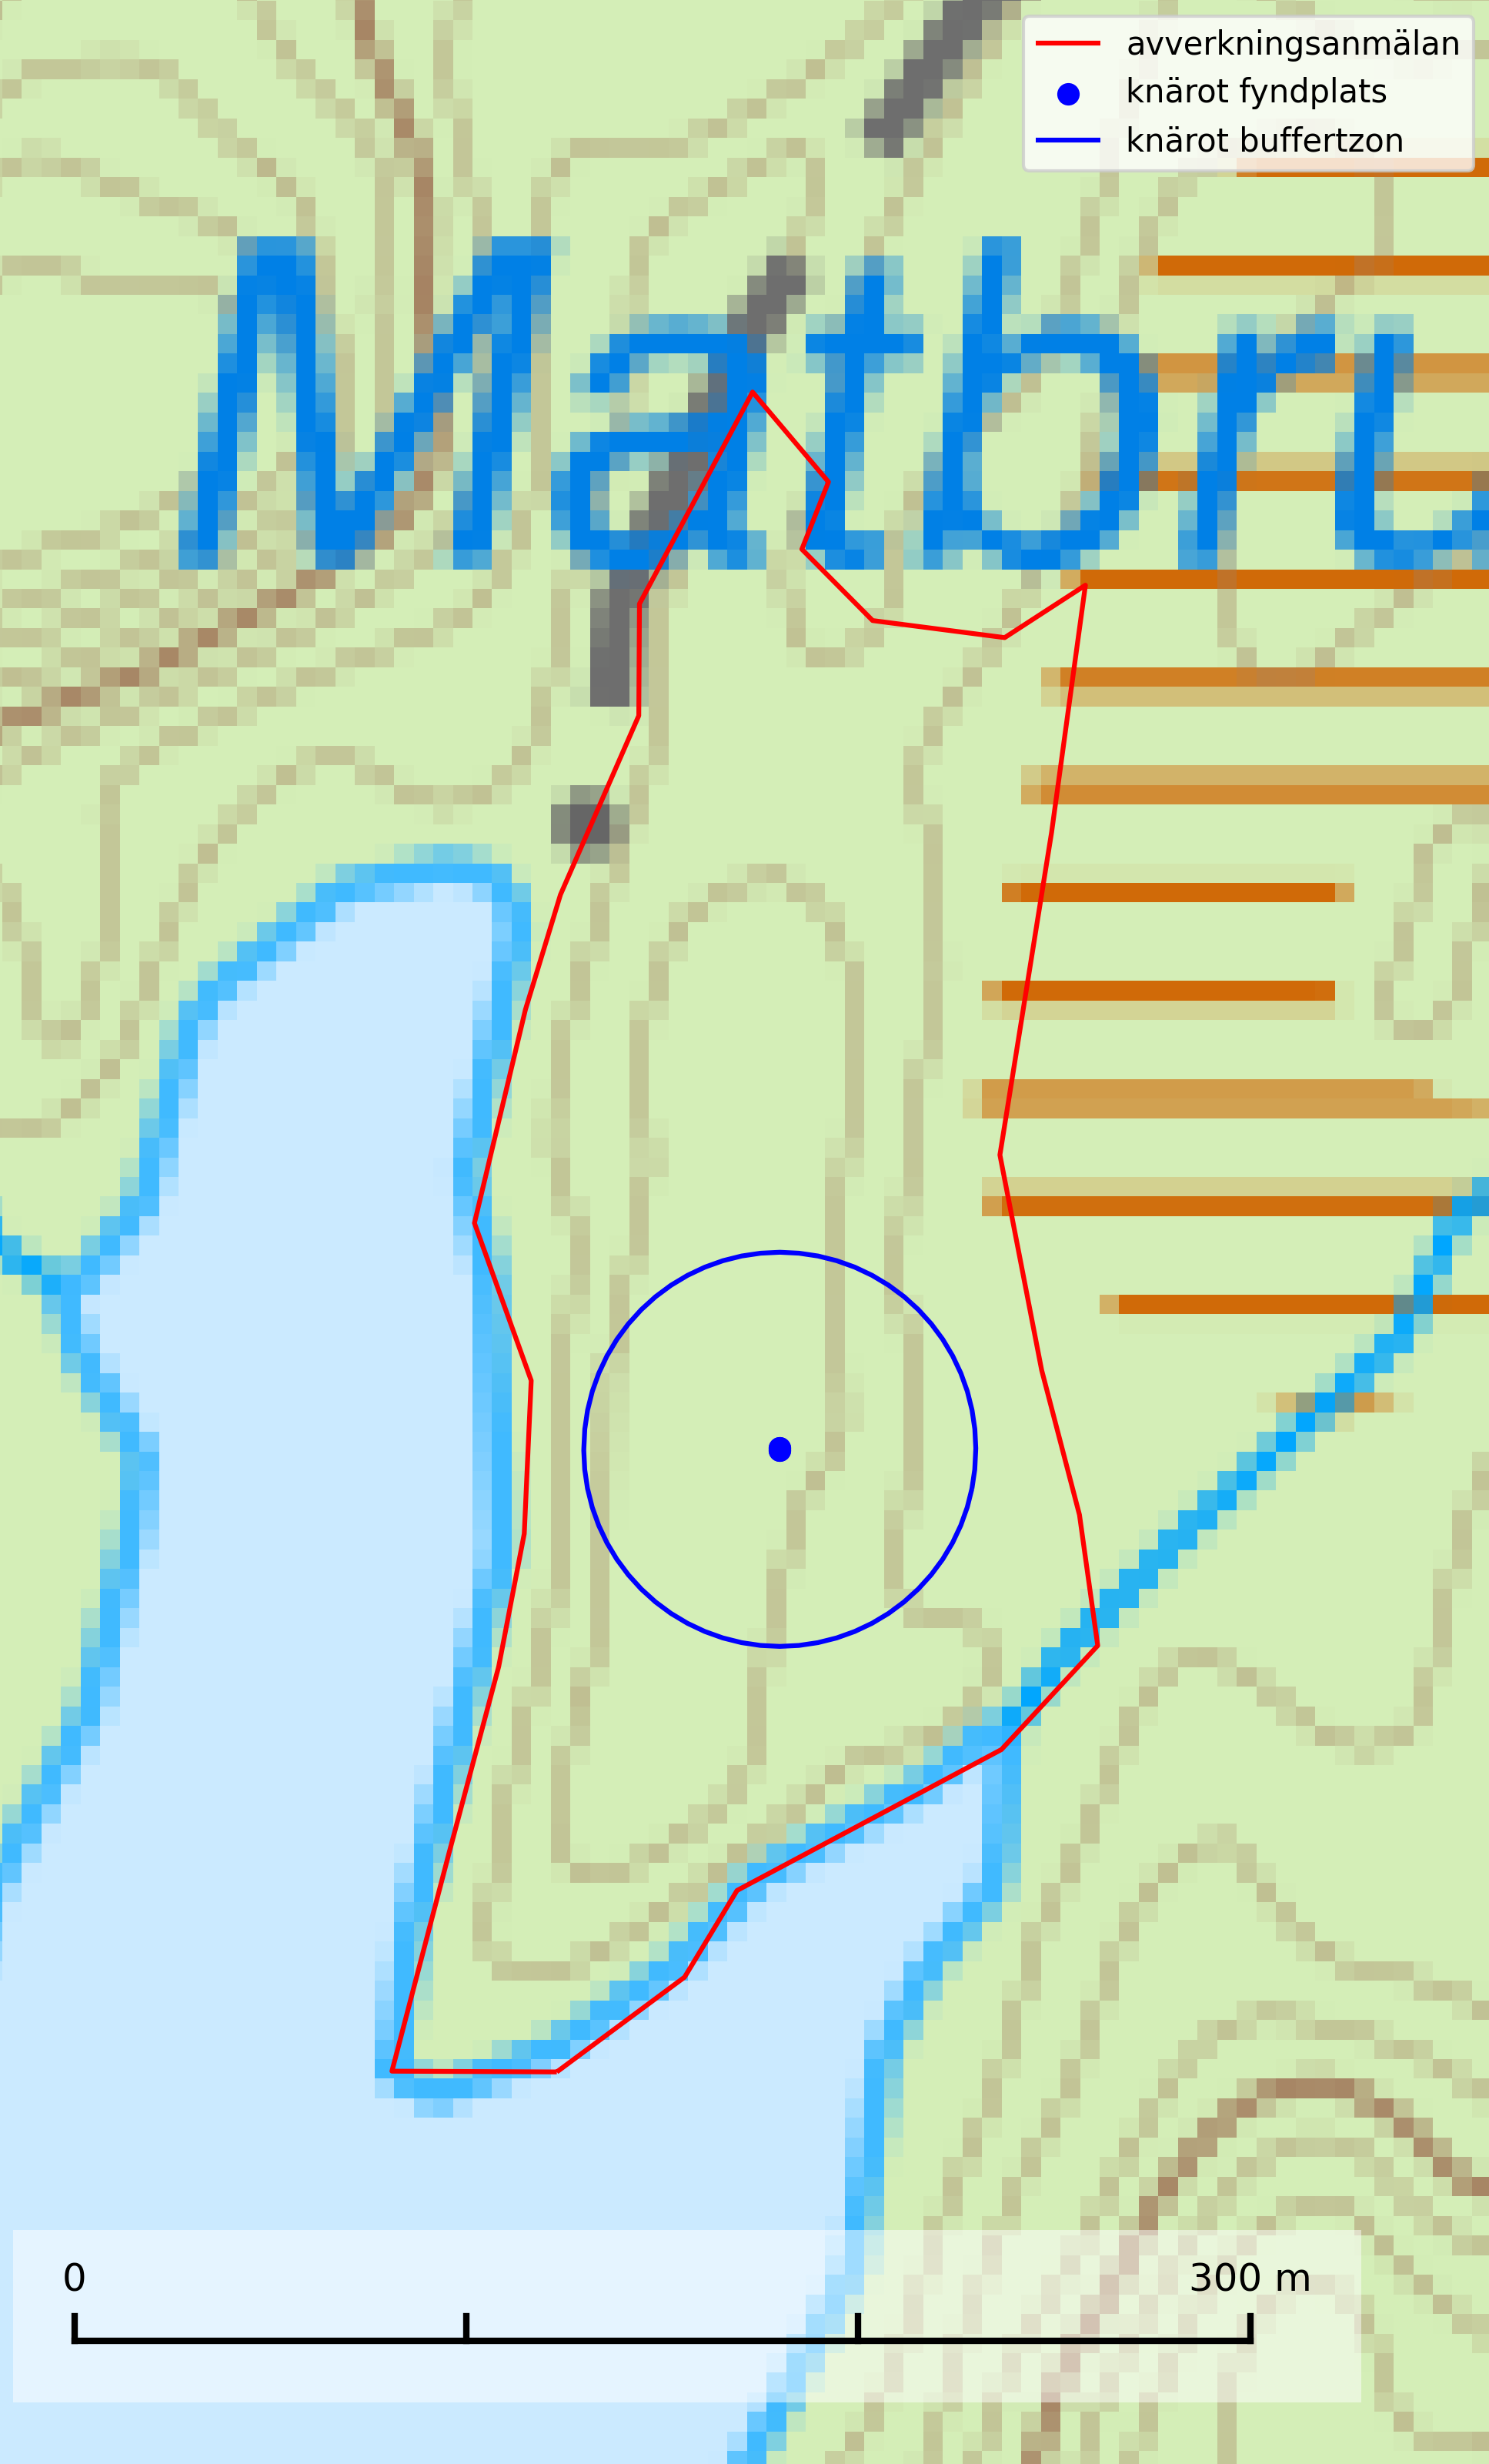 avverkningsanmälan
knärot fyndplats
knärot buffertzon
0 300 m